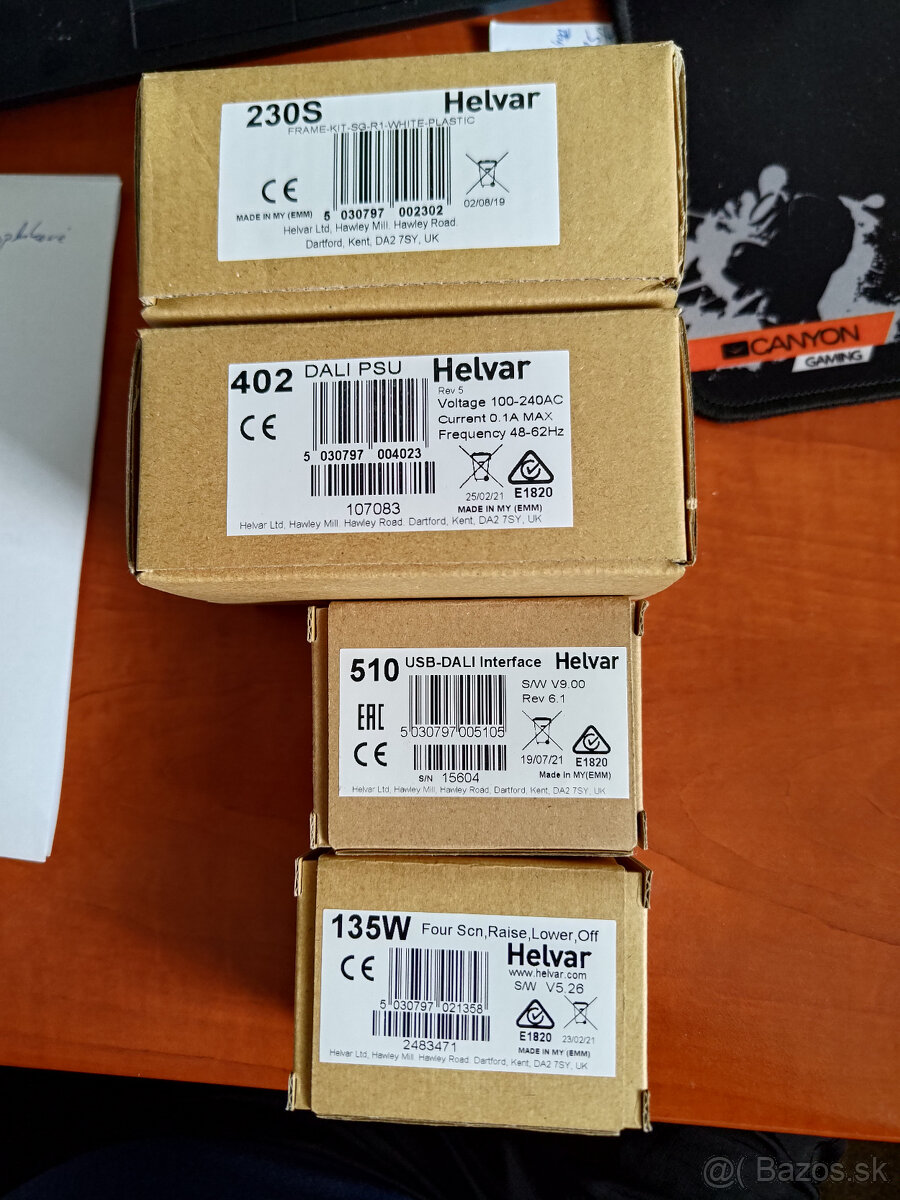 230S Helvar
FRAME-KIT-SG-R1-WHITE-PLASTIC
CE
02/08/19
MADE IN MY (EMM) 5 030797 002302
Helvar Ltd, Hawley Mill. Hawley Road.
Dartford, Kent, DA2 7SY, UK
CANYON
GAMING
402 DALI PSU Helvar
Rev 5
Voltage 100-240AC
CE
Current 0.1A MAX
Frequency 48-62Hz
5 030797 004023
25/02/21 E1820
107083 MADE IN MY (EMM)
Helvar Ltd, Hawley Mill. Hawley Road. Dartford, Kent, DA2 7SY, UK
510 USB-DALI Interface Helvar
S/W V9.00
Rev 6.1
EAC
5 030797 005105
CE
19/07/21 E1820
S/N 15604 Made in MY(EMM)
Helvar Ltd, Hawley Mill, Hawley Road, Dartford, Kent, DA2 7SY, UK
135W Four Scn,Raise,Lower,Off
Helvar
CE
www.helvar.com
S/W V5.26
5 030797 021358
E1820 23/02/21
2483471 MADE IN MY (EMM)
Helvar Ltd, Hawley Mill. Hawley Road. Dartford, Kent, DA2 7SY, UK
@( Bazos.sk